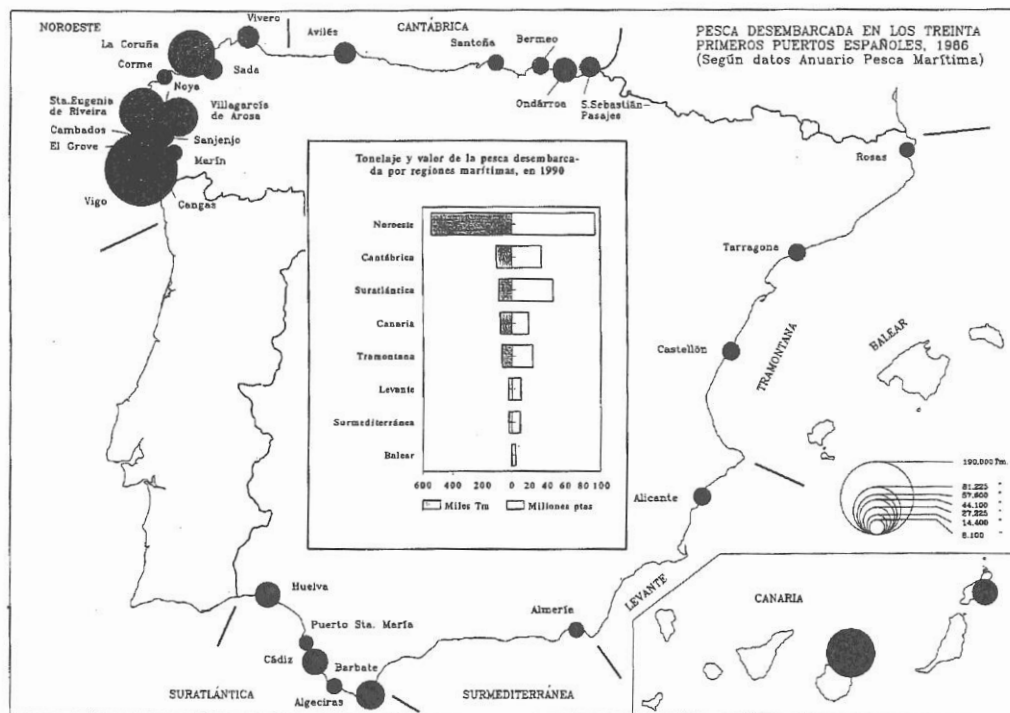 PESCA DESEMBARCADA EN LOS TREINTA
PRIMEROS PUERTOS ESPAÑOLES, 1986
(Según datos Anuario Pesca Marítima)
NOROESTE
CANTÁBRICA
Vivero
Avilés
La Coruña
Sada
Corme
Noya
Santoña
Bermeo
Ondárroa
S.Sebastián-
Pasajes
Sta.Eugenia
de Riveira
Villagarcía
de Arosa
Cambados
Sanjenjo
El Grove
Marín
Vigo
Cangas
Rosas
Tarragona
Castellón
TRAMONTANA
BALEAR
Alicante
LEVANTE
Almería
Huelva
Puerto Sta. María
Cádiz
Barbate
Algeciras
SURATLÁNTICA
SURMEDITERRÁNEA
CANARIA
Tonelaje y valor de la pesca desembarca-
da por regiones marítimas, en 1990
Noroeste
Cantábrica
Suratlántica
Canaria
Tramontana
Levante
Surmediterránea
Balear
600 400 200 0 20 40 60 80 100
Miles Tm
Millones ptas
190.000 Tm.
81.225 "
57.600 "
44.100 "
27.225 "
14.400 "
8.100 "